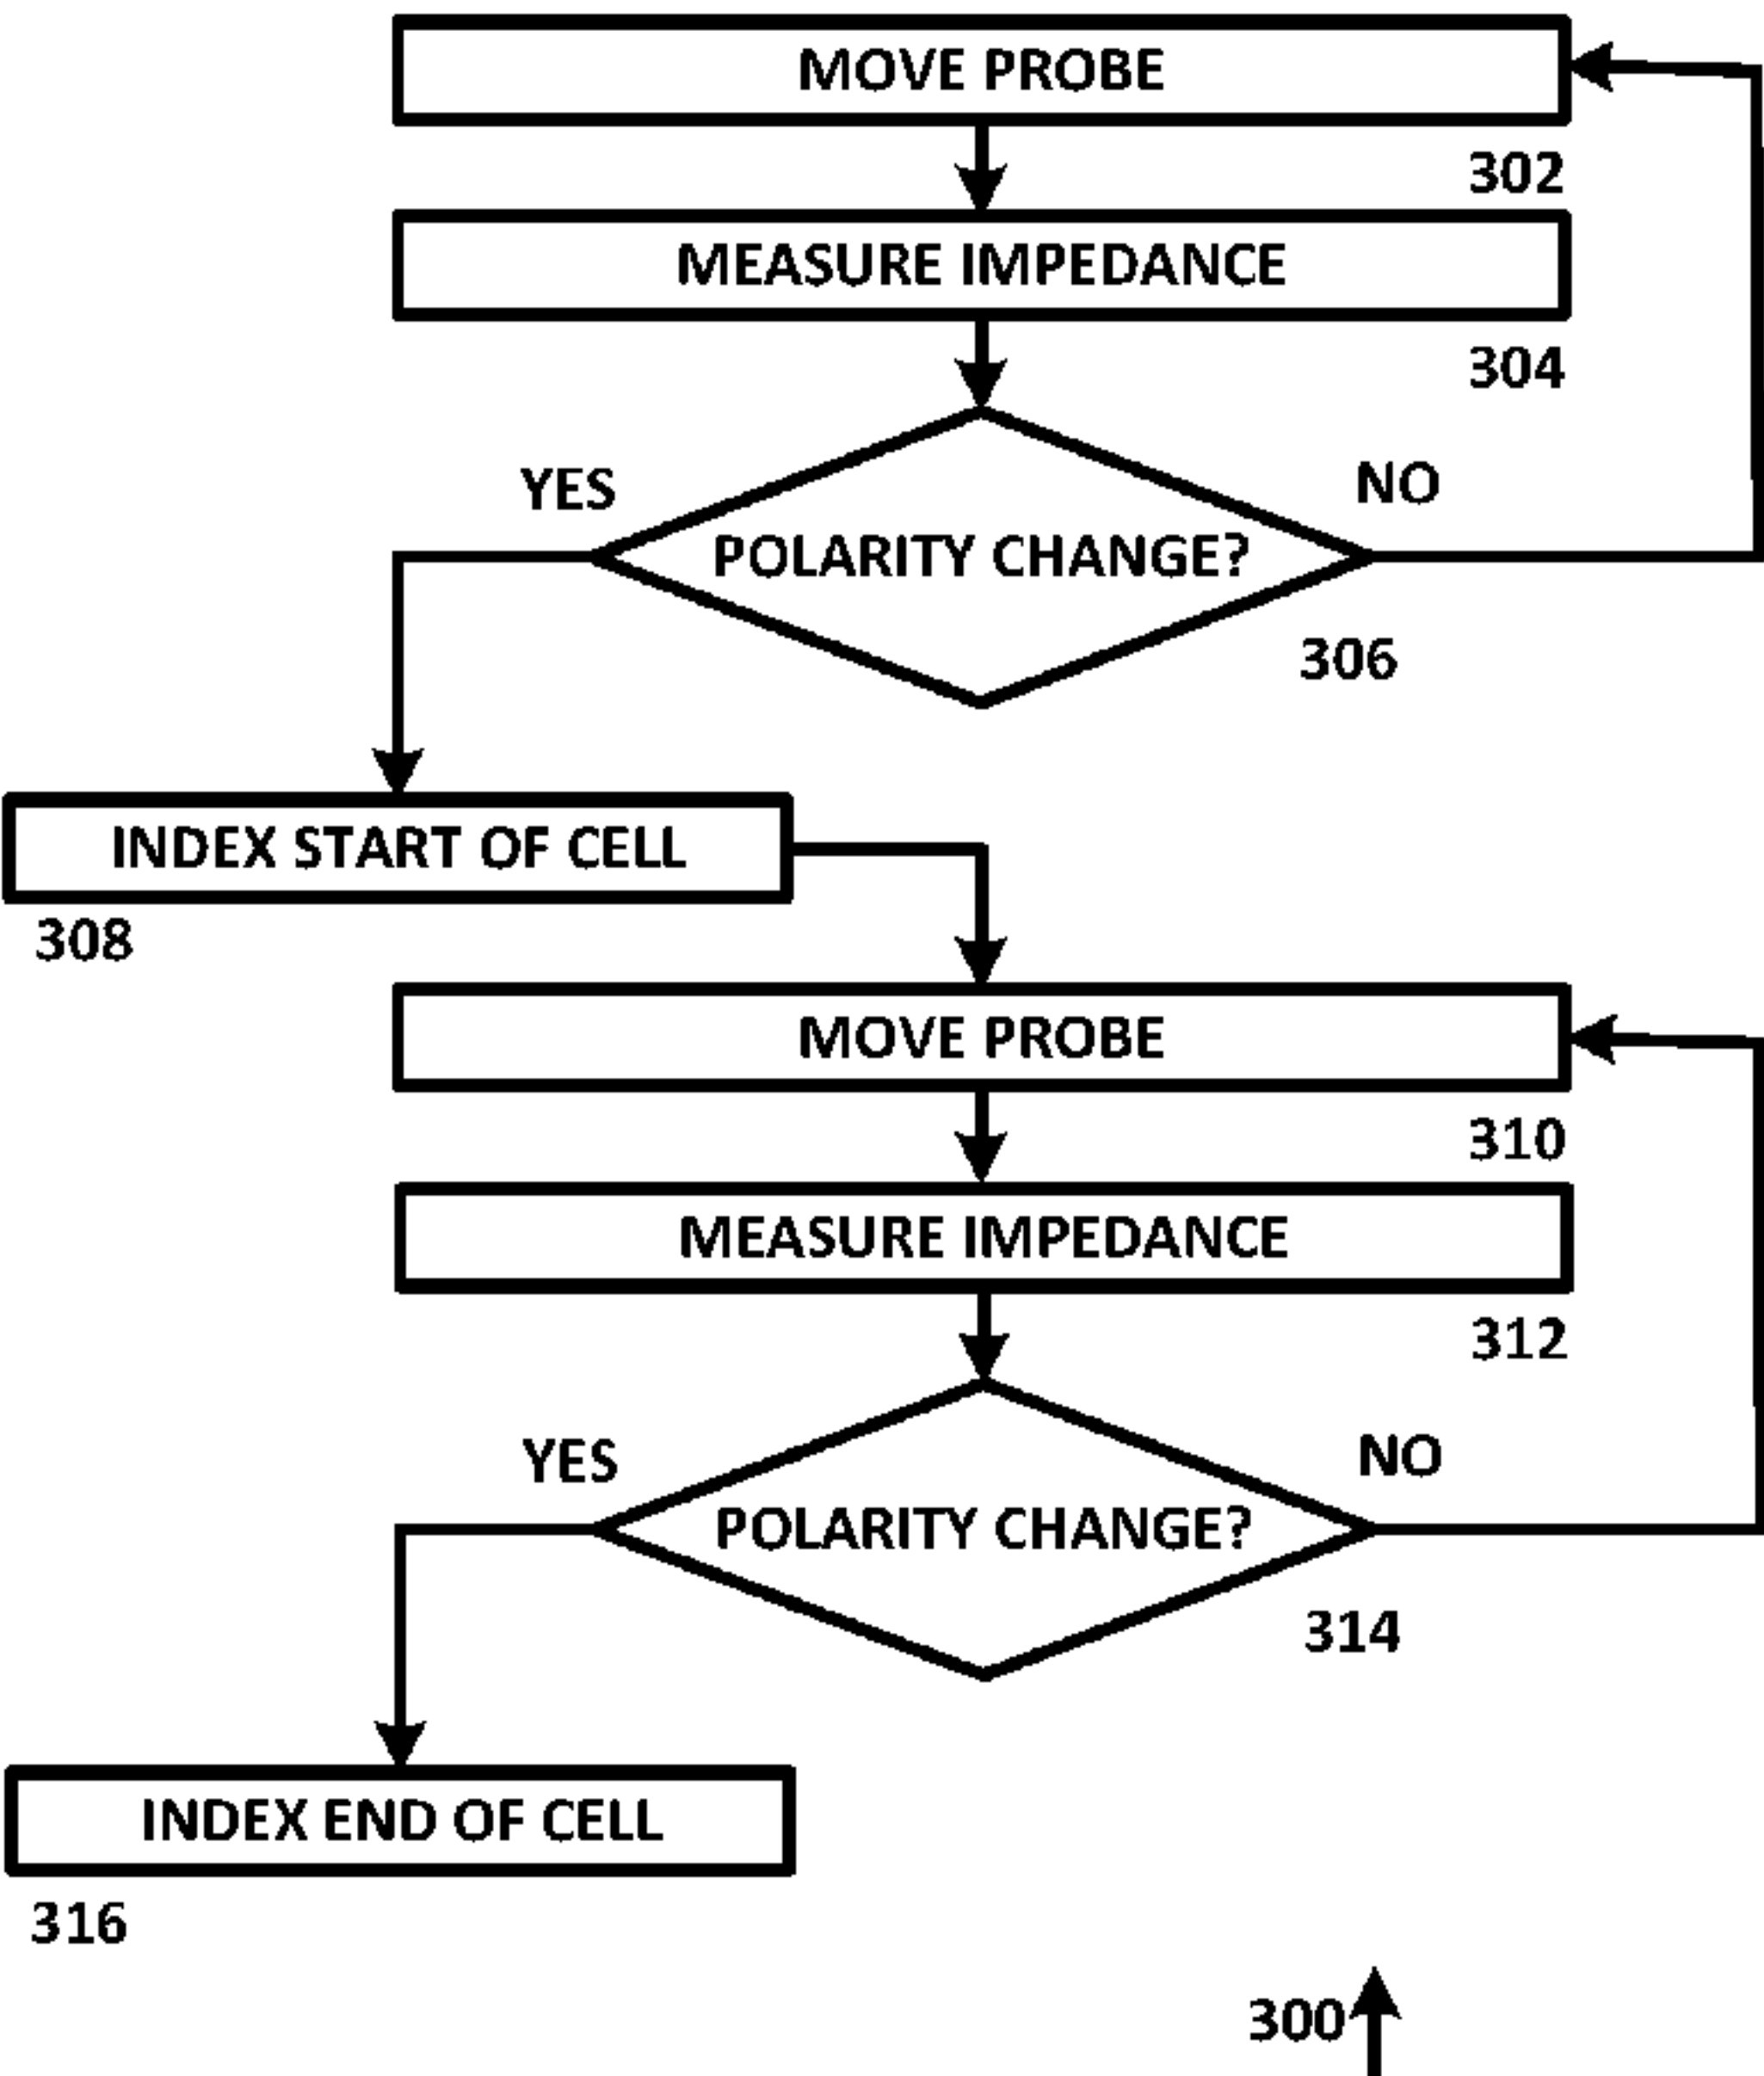 MOVE PROBE
302
MEASURE IMPEDANCE
304
YES
NO
POLARITY CHANGE?
306
INDEX START OF CELL
308
MOVE PROBE
310
MEASURE IMPEDANCE
312
YES
NO
POLARITY CHANGE?
314
INDEX END OF CELL
316
300